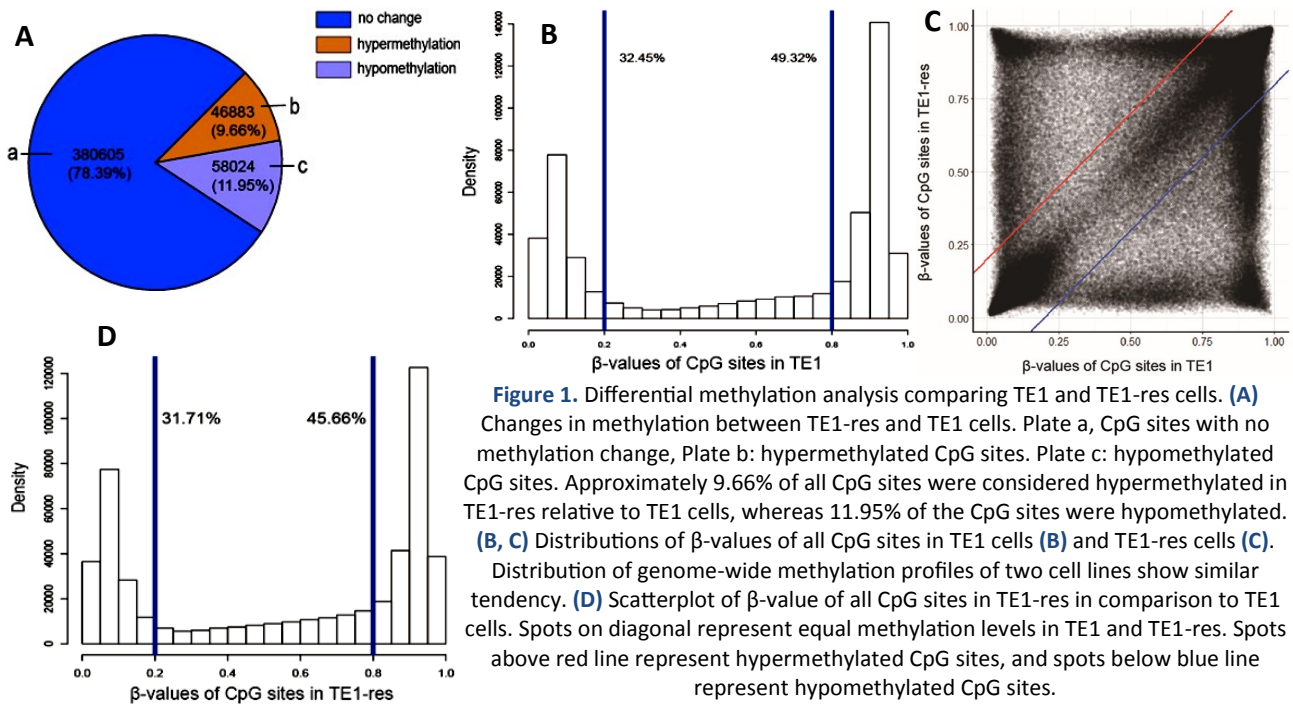 A
no change
hypermethylation
hypomethylation
a
380605
(78.39%)
46883
(9.66%)
b
58024
(11.95%)
c
B
Density
140000
120000
100000
80000
60000
40000
20000
0
32.45%
49.32%
0.0 0.2 0.4 0.6 0.8 1.0
β-values of CpG sites in TE1
C
β-values of CpG sites in TE1-res
1.00
0.75
0.50
0.25
0.00
0.00 0.25 0.50 0.75 1.00
β-values of CpG sites in TE1
D
Density
120000
100000
80000
60000
40000
20000
0
31.71%
45.66%
0.0 0.2 0.4 0.6 0.8 1.0
β-values of CpG sites in TE1-res
Figure 1. Differential methylation analysis comparing TE1 and TE1-res cells. (A)
Changes in methylation between TE1-res and TE1 cells. Plate a, CpG sites with no
methylation change, Plate b: hypermethylated CpG sites. Plate c: hypomethylated
CpG sites. Approximately 9.66% of all CpG sites were considered hypermethylated in
TE1-res relative to TE1 cells, whereas 11.95% of the CpG sites were hypomethylated.
(B, C) Distributions of β-values of all CpG sites in TE1 cells (B) and TE1-res cells (C).
Distribution of genome-wide methylation profiles of two cell lines show similar
tendency. (D) Scatterplot of β-value of all CpG sites in TE1-res in comparison to TE1
cells. Spots on diagonal represent equal methylation levels in TE1 and TE1-res. Spots
above red line represent hypermethylated CpG sites, and spots below blue line
represent hypomethylated CpG sites.